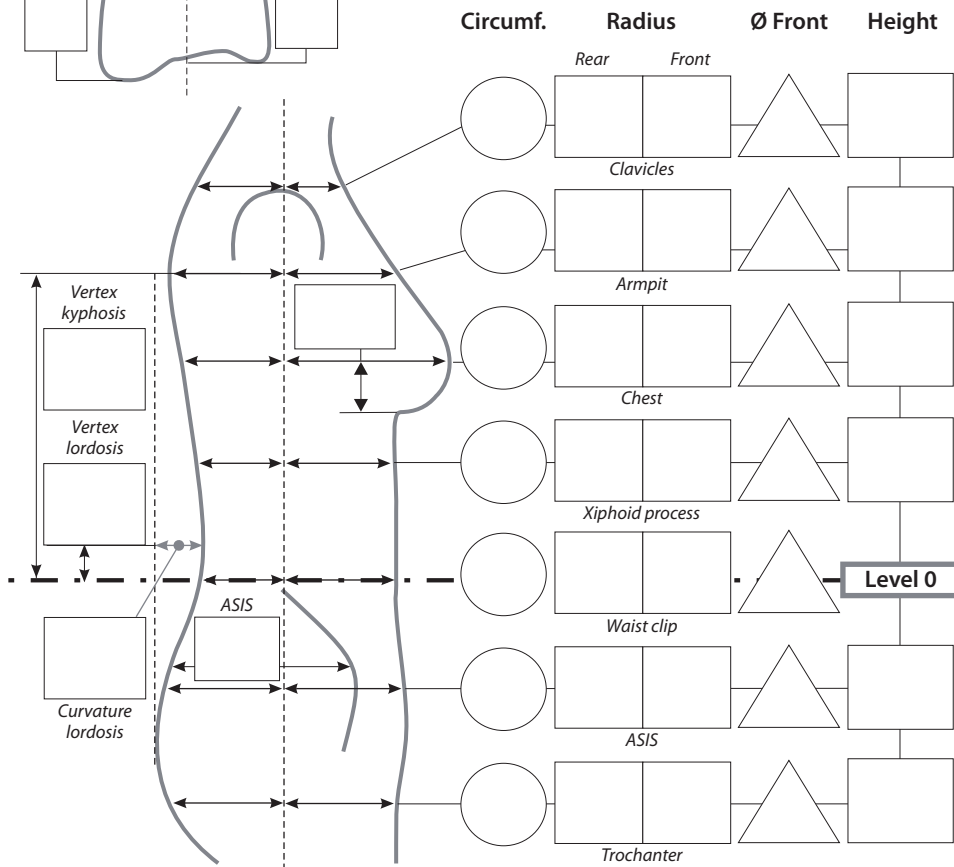 Circumf. Radius Ø Front Height
Rear Front
Clavicles
Armpit
Vertex
kyphosis
Chest
Vertex
lordosis
Xiphoid process
Level 0
ASIS
Waist clip
Curvature
lordosis
ASIS
Trochanter